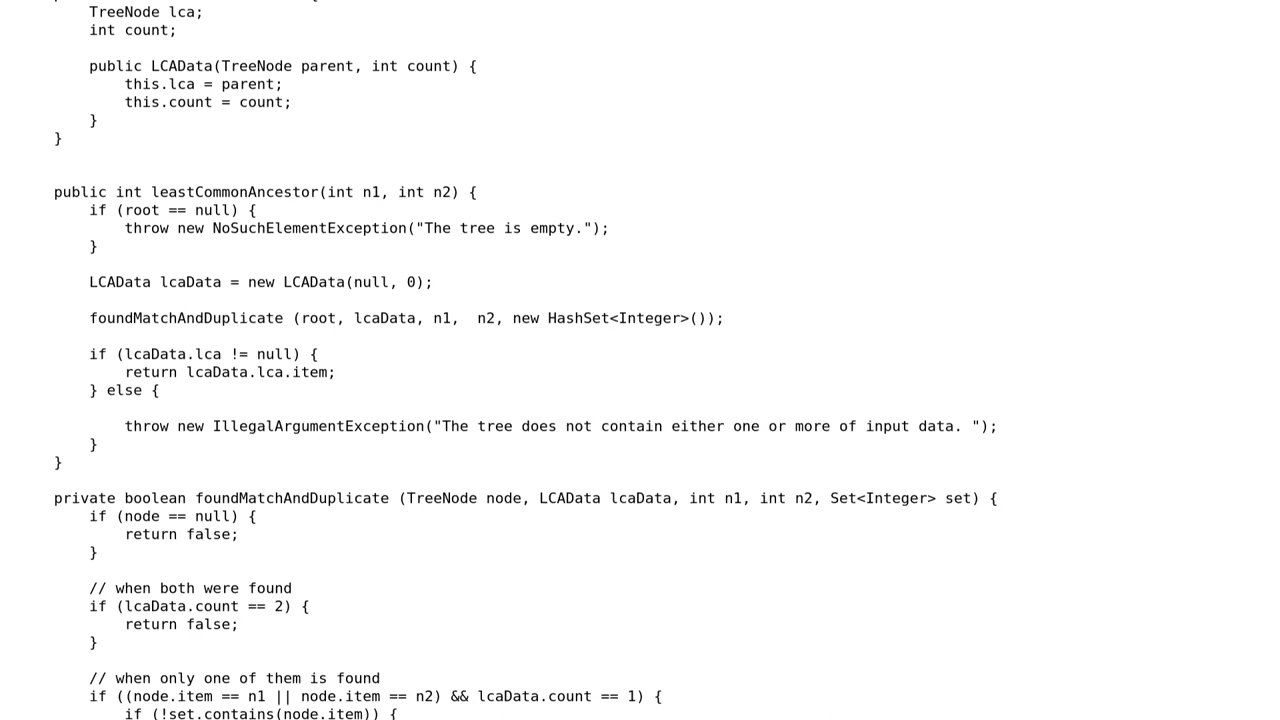 TreeNode lca;
int count;
public LCAData(TreeNode parent, int count) {
this.lca = parent;
this.count = count;
}
}
public int leastCommonAncestor(int n1, int n2) {
if (root == null) {
throw new NoSuchElementException("The tree is empty.");
}
LCAData lcaData = new LCAData(null, 0);
foundMatchAndDuplicate (root, lcaData, n1,  n2, new HashSet<Integer>());
if (lcaData.lca != null) {
return lcaData.lca.item;
} else {
throw new IllegalArgumentException("The tree does not contain either one or more of input data. ");
}
}
private boolean foundMatchAndDuplicate (TreeNode node, LCAData lcaData, int n1, int n2, Set<Integer> set) {
if (node == null) {
return false;
}
// when both were found
if (lcaData.count == 2) {
return false;
}
// when only one of them is found
if ((node.item == n1 || node.item == n2) && lcaData.count == 1) {
if (!set.contains(node.item)) {